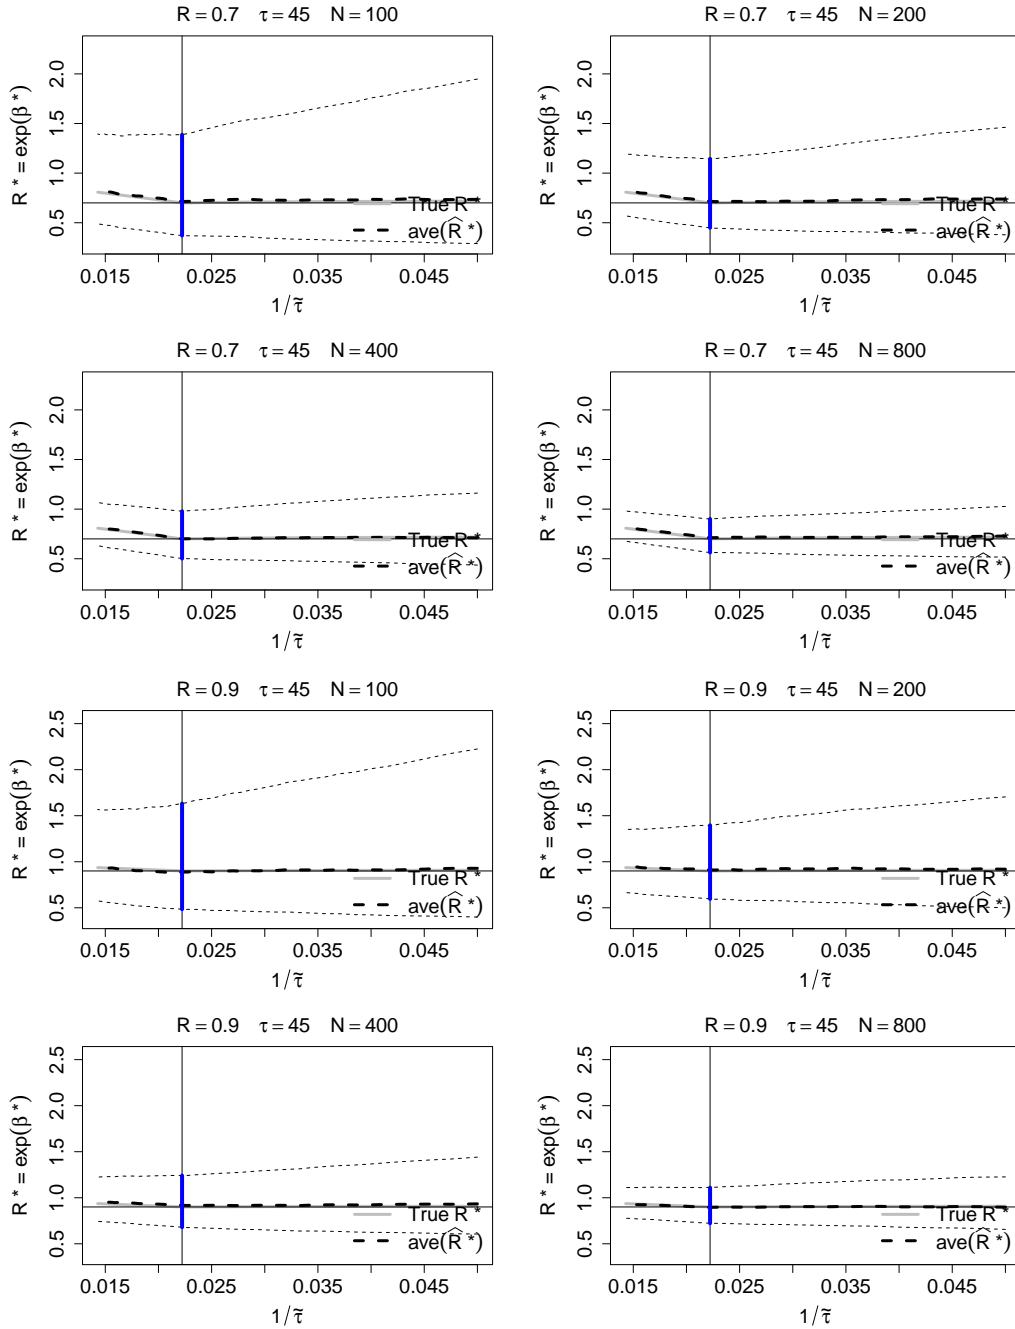 R = 0.7 τ = 45 N = 100
R * = exp(β *)
2.0
1.5
1.0
0.5
True R *
ave(R̂ *)
0.015 0.025 0.035 0.045
1/τ̃
R = 0.7 τ = 45 N = 200
R * = exp(β *)
2.0
1.5
1.0
0.5
True R *
ave(R̂ *)
0.015 0.025 0.035 0.045
1/τ̃
R = 0.7 τ = 45 N = 400
R * = exp(β *)
2.0
1.5
1.0
0.5
True R *
ave(R̂ *)
0.015 0.025 0.035 0.045
1/τ̃
R = 0.7 τ = 45 N = 800
R * = exp(β *)
2.0
1.5
1.0
0.5
True R *
ave(R̂ *)
0.015 0.025 0.035 0.045
1/τ̃
R = 0.9 τ = 45 N = 100
R * = exp(β *)
2.5
2.0
1.5
1.0
0.5
True R *
ave(R̂ *)
0.015 0.025 0.035 0.045
1/τ̃
R = 0.9 τ = 45 N = 200
R * = exp(β *)
2.5
2.0
1.5
1.0
0.5
True R *
ave(R̂ *)
0.015 0.025 0.035 0.045
1/τ̃
R = 0.9 τ = 45 N = 400
R * = exp(β *)
2.5
2.0
1.5
1.0
0.5
True R *
ave(R̂ *)
0.015 0.025 0.035 0.045
1/τ̃
R = 0.9 τ = 45 N = 800
R * = exp(β *)
2.5
2.0
1.5
1.0
0.5
True R *
ave(R̂ *)
0.015 0.025 0.035 0.045
1/τ̃